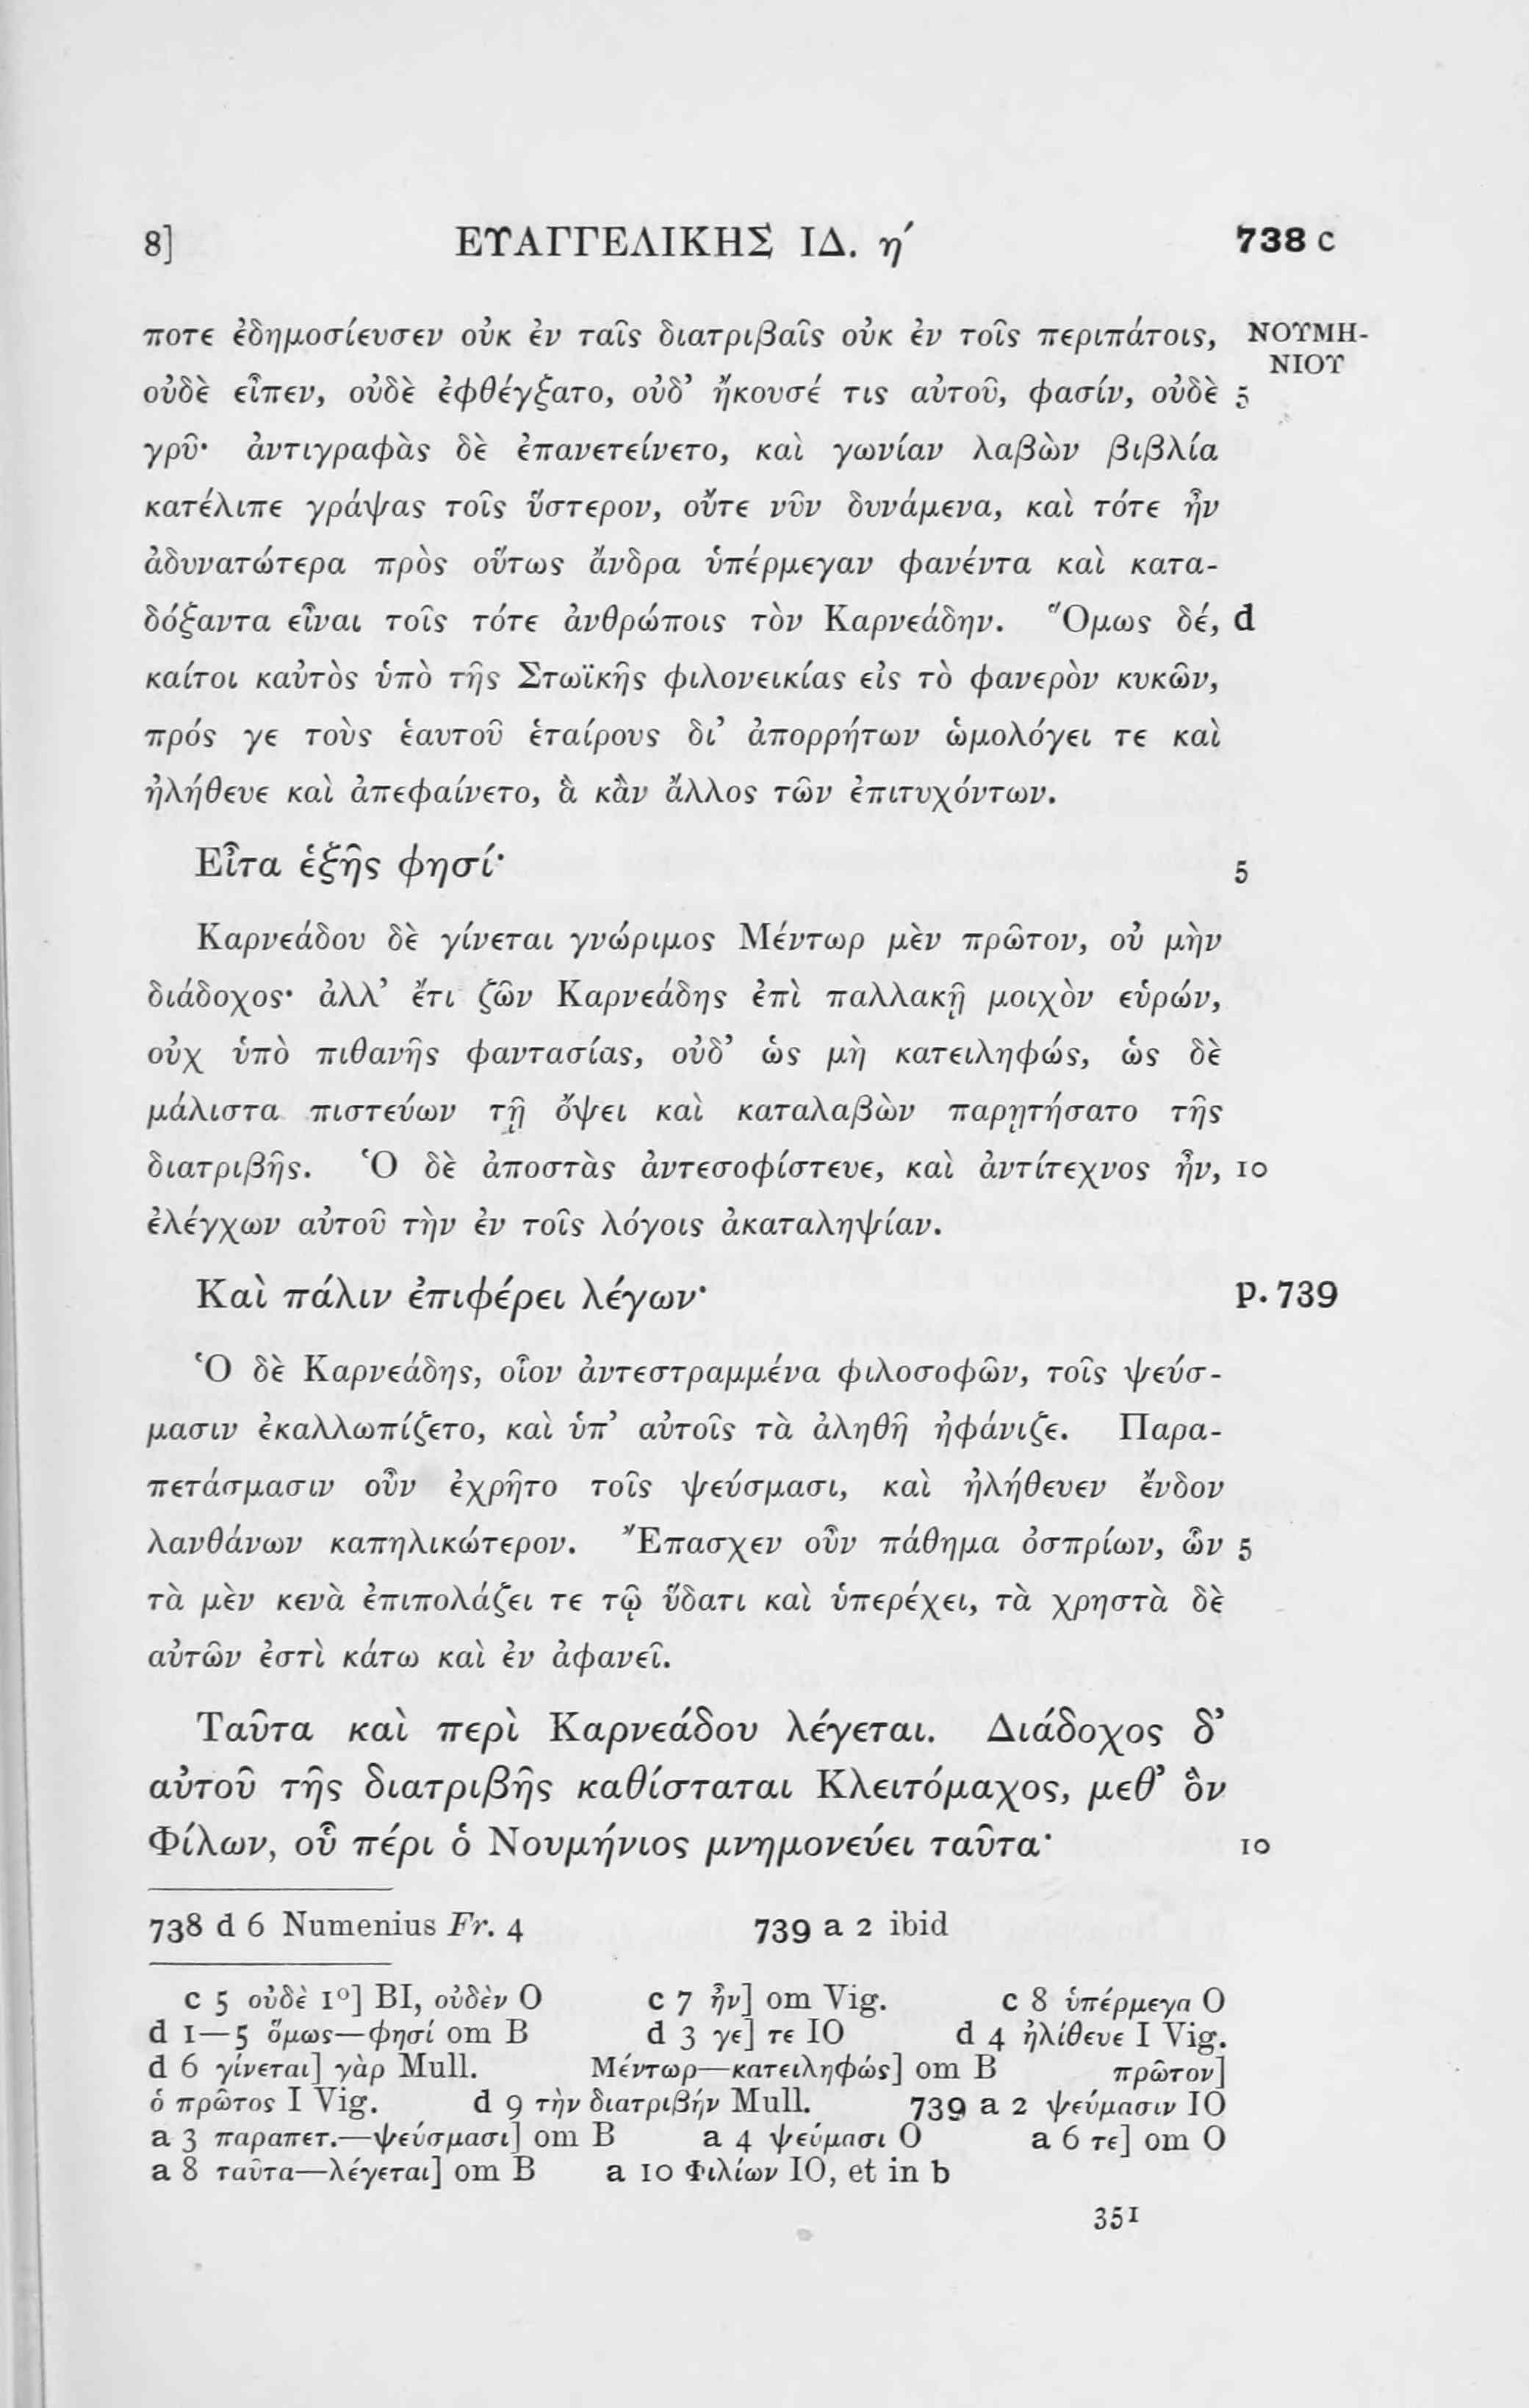 8] ΕΥΑΓΓΕΛΙΚΗΣ ΙΔ. η´ 738 c
ποτε ἐδημοσίευσεν οὐκ ἐν ταῖς διατριβαῖς οὐκ ἐν τοῖς περιπάτοις, ΝΟΥΜΗ-
ΝΙΟΥ
οὐδὲ εἶπεν, οὐδὲ ἐφθέγξατο, οὐδ’ ἤκουσέ τις αὐτοῦ, φασίν, οὐδὲ 5
γρῦ· ἀντιγραφὰς δὲ ἐπανετείνετο, καὶ γωνίαν λαβὼν βιβλία
κατέλιπε γράψας τοῖς ὕστερον, οὔτε νῦν δυνάμενα, καὶ τότε ἦν
ἀδυνατώτερα πρὸς οὕτως ἄνδρα ὑπέρμεγαν φανέντα καὶ κατα-
δόξαντα εἶναι τοῖς τότε ἀνθρώποις τὸν Καρνεάδην. Ὅμως δέ, d
καίτοι καὐτὸς ὑπὸ τῆς Στωϊκῆς φιλονεικίας εἰς τὸ φανερὸν κυκῶν,
πρός γε τοὺς ἑαυτοῦ ἑταίρους δι’ ἀπορρήτων ὡμολόγει τε καὶ
ἠλήθευε καὶ ἀπεφαίνετο, ἃ κἂν ἄλλος τῶν ἐπιτυχόντων.
Εἶτα ἑξῆς φησί· 5
Καρνεάδου δὲ γίνεται γνώριμος Μέντωρ μὲν πρῶτον, οὐ μὴν
διάδοχος· ἀλλ’ ἔτι ζῶν Καρνεάδης ἐπὶ παλλακῇ μοιχὸν εὑρών,
οὐχ ὑπὸ πιθανῆς φαντασίας, οὐδ’ ὡς μὴ κατειληφώς, ὡς δὲ
μάλιστα πιστεύων τῇ ὄψει καὶ καταλαβὼν παρῃτήσατο τῆς
διατριβῆς. Ὁ δὲ ἀποστὰς ἀντεσοφίστευε, καὶ ἀντίτεχνος ἦν, 10
ἐλέγχων αὐτοῦ τὴν ἐν τοῖς λόγοις ἀκαταληψίαν.
Καὶ πάλιν ἐπιφέρει λέγων· p. 739
Ὁ δὲ Καρνεάδης, οἷον ἀντεστραμμένα φιλοσοφῶν, τοῖς ψεύσ-
μασιν ἐκαλλωπίζετο, καὶ ὑπ’ αὐτοῖς τὰ ἀληθῆ ἠφάνιζε. Παρα-
πετάσμασιν οὖν ἐχρῆτο τοῖς ψεύσμασι, καὶ ἠλήθευεν ἔνδον
λανθάνων καπηλικώτερον. Ἔπασχεν οὖν πάθημα ὀσπρίων, ὧν 5
τὰ μὲν κενὰ ἐπιπολάζει τε τῷ ὕδατι καὶ ὑπερέχει, τὰ χρηστὰ δὲ
αὐτῶν ἐστὶ κάτω καὶ ἐν ἀφανεῖ.
Ταῦτα καὶ περὶ Καρνεάδου λέγεται. Διάδοχος δ’
αὐτοῦ τῆς διατριβῆς καθίσταται Κλειτόμαχος, μεθ’ ὃν
Φίλων, οὗ πέρι ὁ Νουμήνιος μνημονεύει ταῦτα· 10
738 d 6 Numenius Fr. 4 739 a 2 ibid
c 5 οὐδὲ 1º] BI, οὐδὲν O c 7 ἦν] om Vig. c 8 ὑπέρμεγα O
d 1—5 ὅμως—φησί om B d 3 γε] τε IO d 4 ἠλίθευε I Vig.
d 6 γίνεται] γὰρ Mull. Μέντωρ—κατειληφώς] om B πρῶτον]
ὁ πρῶτος I Vig. d 9 τὴν διατριβήν Mull. 739 a 2 ψεύμασιν IO
a 3 παραπετ.—ψεύσμασι] om B a 4 ψεύμασι O a 6 τε] om O
a 8 ταῦτα—λέγεται] om B a 10 Φιλίων IO, et in b
351